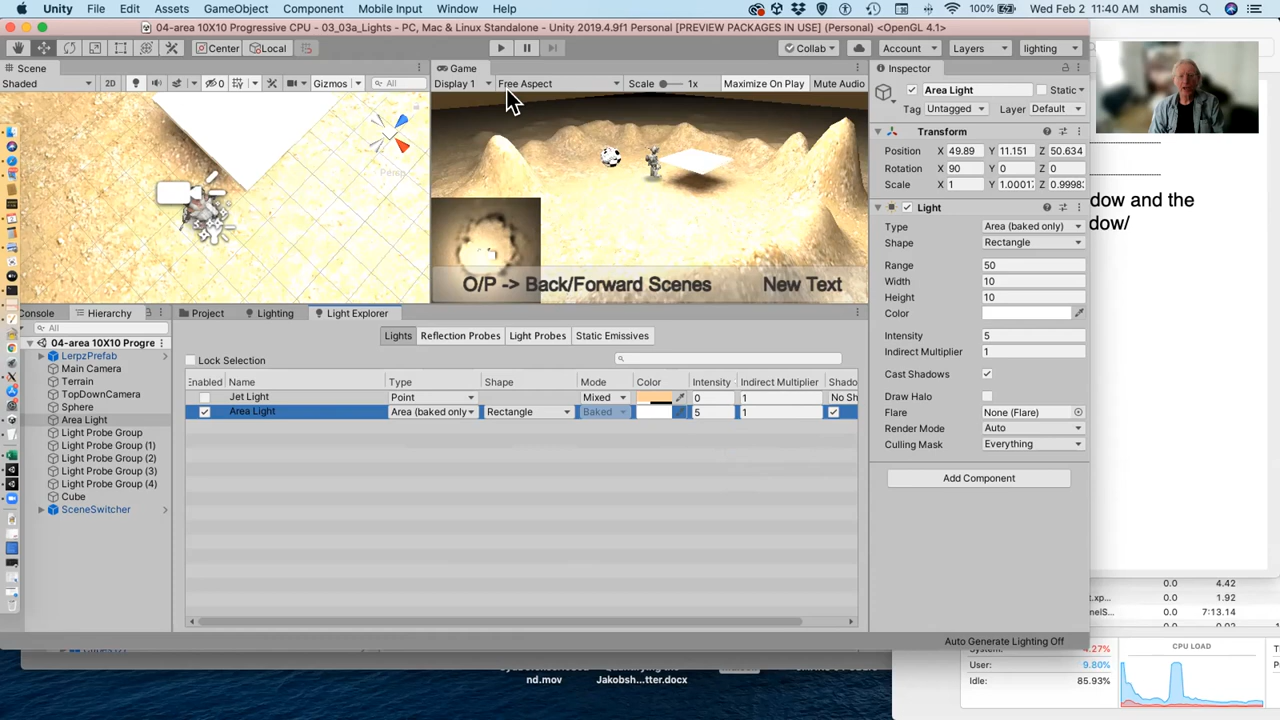 Unity File Edit Assets GameObject Component Mobile Input Window Help 100% Wed Feb 2 11:40 AM shamis
04-area 10X10 Progressive CPU - 03_03a_Lights - PC, Mac & Linux Standalone - Unity 2019.4.9f1 Personal [PREVIEW PACKAGES IN USE] (Personal) <OpenGL 4.1>
Center Local Collab Account Layers lighting
Scene Game Inspector
Shaded 2D 0 Gizmos All Display 1 Free Aspect Scale 1x Maximize On Play Mute Audio
Area Light Static
Tag Untagged Layer Default
Transform
Position X 49.89 Y 11.151 Z 50.634
Rotation X 90 Y 0 Z 0
Scale X 1 Y 1.0001 Z 0.9998
Persp
O/P -> Back/Forward Scenes New Text
Light
Type Area (baked only)
Shape Rectangle
Range 50
Width 10
Height 10
Color
Intensity 5
Indirect Multiplier 1
Cast Shadows
Draw Halo
Flare None (Flare)
Render Mode Auto
Culling Mask Everything
Add Component
Console Hierarchy
All
04-area 10X10 Progre
LerpzPrefab
Main Camera
Terrain
TopDownCamera
Sphere
Area Light
Light Probe Group
Light Probe Group (1)
Light Probe Group (2)
Light Probe Group (3)
Light Probe Group (4)
Cube
SceneSwitcher
Project Lighting Light Explorer
Lights Reflection Probes Light Probes Static Emissives
Lock Selection
Enabled Name Type Shape Mode Color Intensity Indirect Multiplier Shado
Jet Light Point Mixed 0 1 No Sh
Area Light Area (baked only Rectangle Baked 5 1
Auto Generate Lighting Off
dow and the
dow/
0.0 4.42
0.0 1.92
0.0 7:13.14
System: 4.27% CPU LOAD
User: 9.80%
Idle: 85.93%
nd.mov Jakobsh...tter.docx